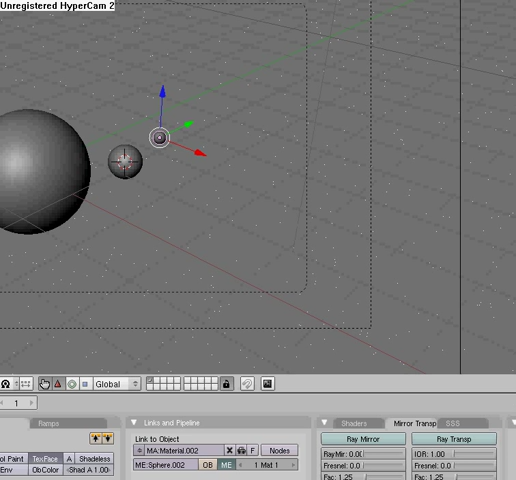 Unregistered HyperCam 2
Global
1
Ramps
Links and Pipeline
Shaders
Mirror Transp
SSS
Link to Object
Ray Mirror
Ray Transp
MA:Material.002
F
Nodes
ol Paint
TexFace
A
Shadeless
RayMir: 0.00
IOR: 1.00
ME:Sphere.002
OB
ME
1 Mat 1
Env
ObColor
Shad A 1.00
Fresnel: 0.0
Fresnel: 0.0
Fac: 1.25
Fac: 1.25